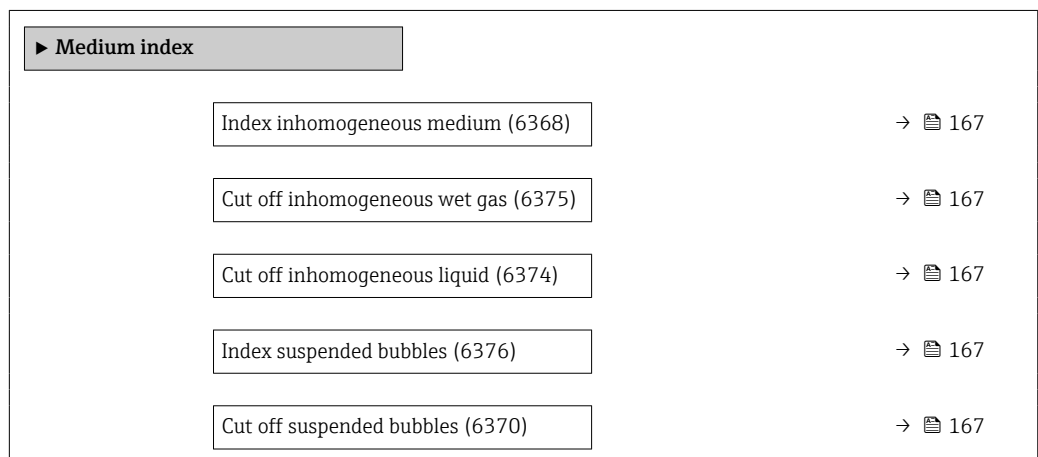 ▶ Medium index
Index inhomogeneous medium (6368) → 🖹 167
Cut off inhomogeneous wet gas (6375) → 🖹 167
Cut off inhomogeneous liquid (6374) → 🖹 167
Index suspended bubbles (6376) → 🖹 167
Cut off suspended bubbles (6370) → 🖹 167